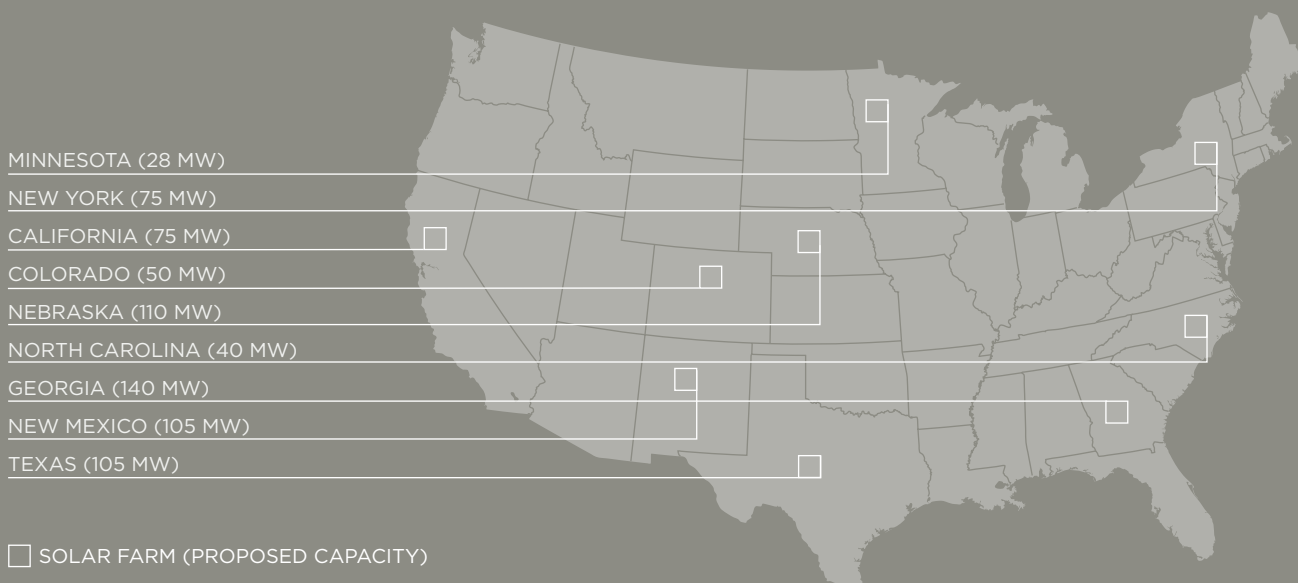 MINNESOTA (28 MW)
NEW YORK (75 MW)
CALIFORNIA (75 MW)
COLORADO (50 MW)
NEBRASKA (110 MW)
NORTH CAROLINA (40 MW)
GEORGIA (140 MW)
NEW MEXICO (105 MW)
TEXAS (105 MW)
SOLAR FARM (PROPOSED CAPACITY)